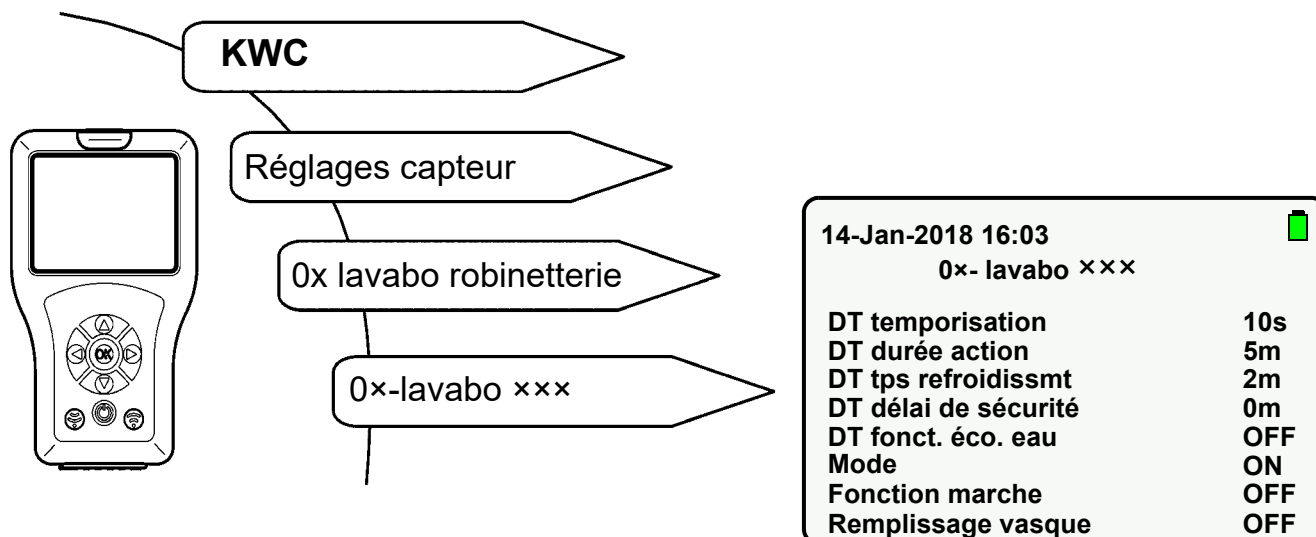 KWC
Réglages capteur
0x lavabo robinetterie
0×-lavabo ×××
OK
14-Jan-2018 16:03
0×- lavabo ×××
DT temporisation 10s
DT durée action 5m
DT tps refroidissmt 2m
DT délai de sécurité 0m
DT fonct. éco. eau OFF
Mode ON
Fonction marche OFF
Remplissage vasque OFF